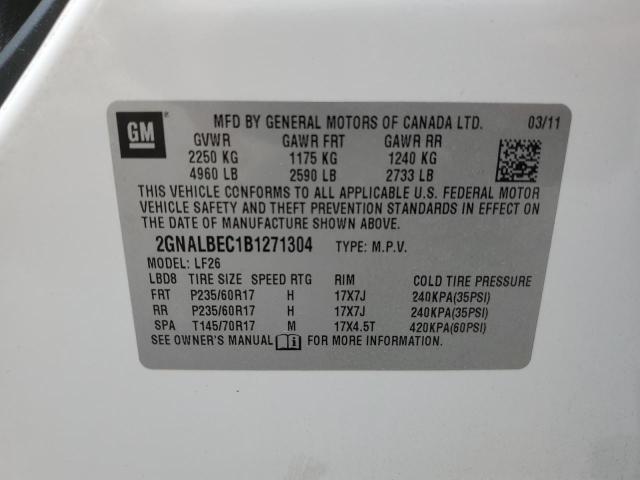 GM
MFD BY GENERAL MOTORS OF CANADA LTD. 03/11
GVWR GAWR FRT GAWR RR
2250 KG 1175 KG 1240 KG
4960 LB 2590 LB 2733 LB
THIS VEHICLE CONFORMS TO ALL APPLICABLE U.S. FEDERAL MOTOR
VEHICLE SAFETY AND THEFT PREVENTION STANDARDS IN EFFECT ON
THE DATE OF MANUFACTURE SHOWN ABOVE.
2GNALBEC1B1271304 TYPE: M.P.V.
MODEL: LF26
LBD8 TIRE SIZE SPEED RTG RIM COLD TIRE PRESSURE
FRT P235/60R17 H 17X7J 240KPA(35PSI)
RR P235/60R17 H 17X7J 240KPA(35PSI)
SPA T145/70R17 M 17X4.5T 420KPA(60PSI)
SEE OWNER'S MANUAL FOR MORE INFORMATION.